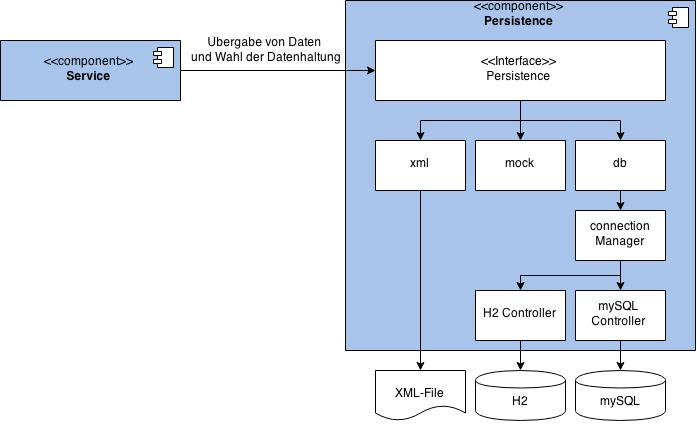 <<component>>
Persistence
Übergabe von Daten
und Wahl der Datenhaltung
<<component>>
Service
<<Interface>>
Persistence
xml
mock
db
connection
Manager
H2 Controller
mySQL
Controller
XML-File
H2
mySQL